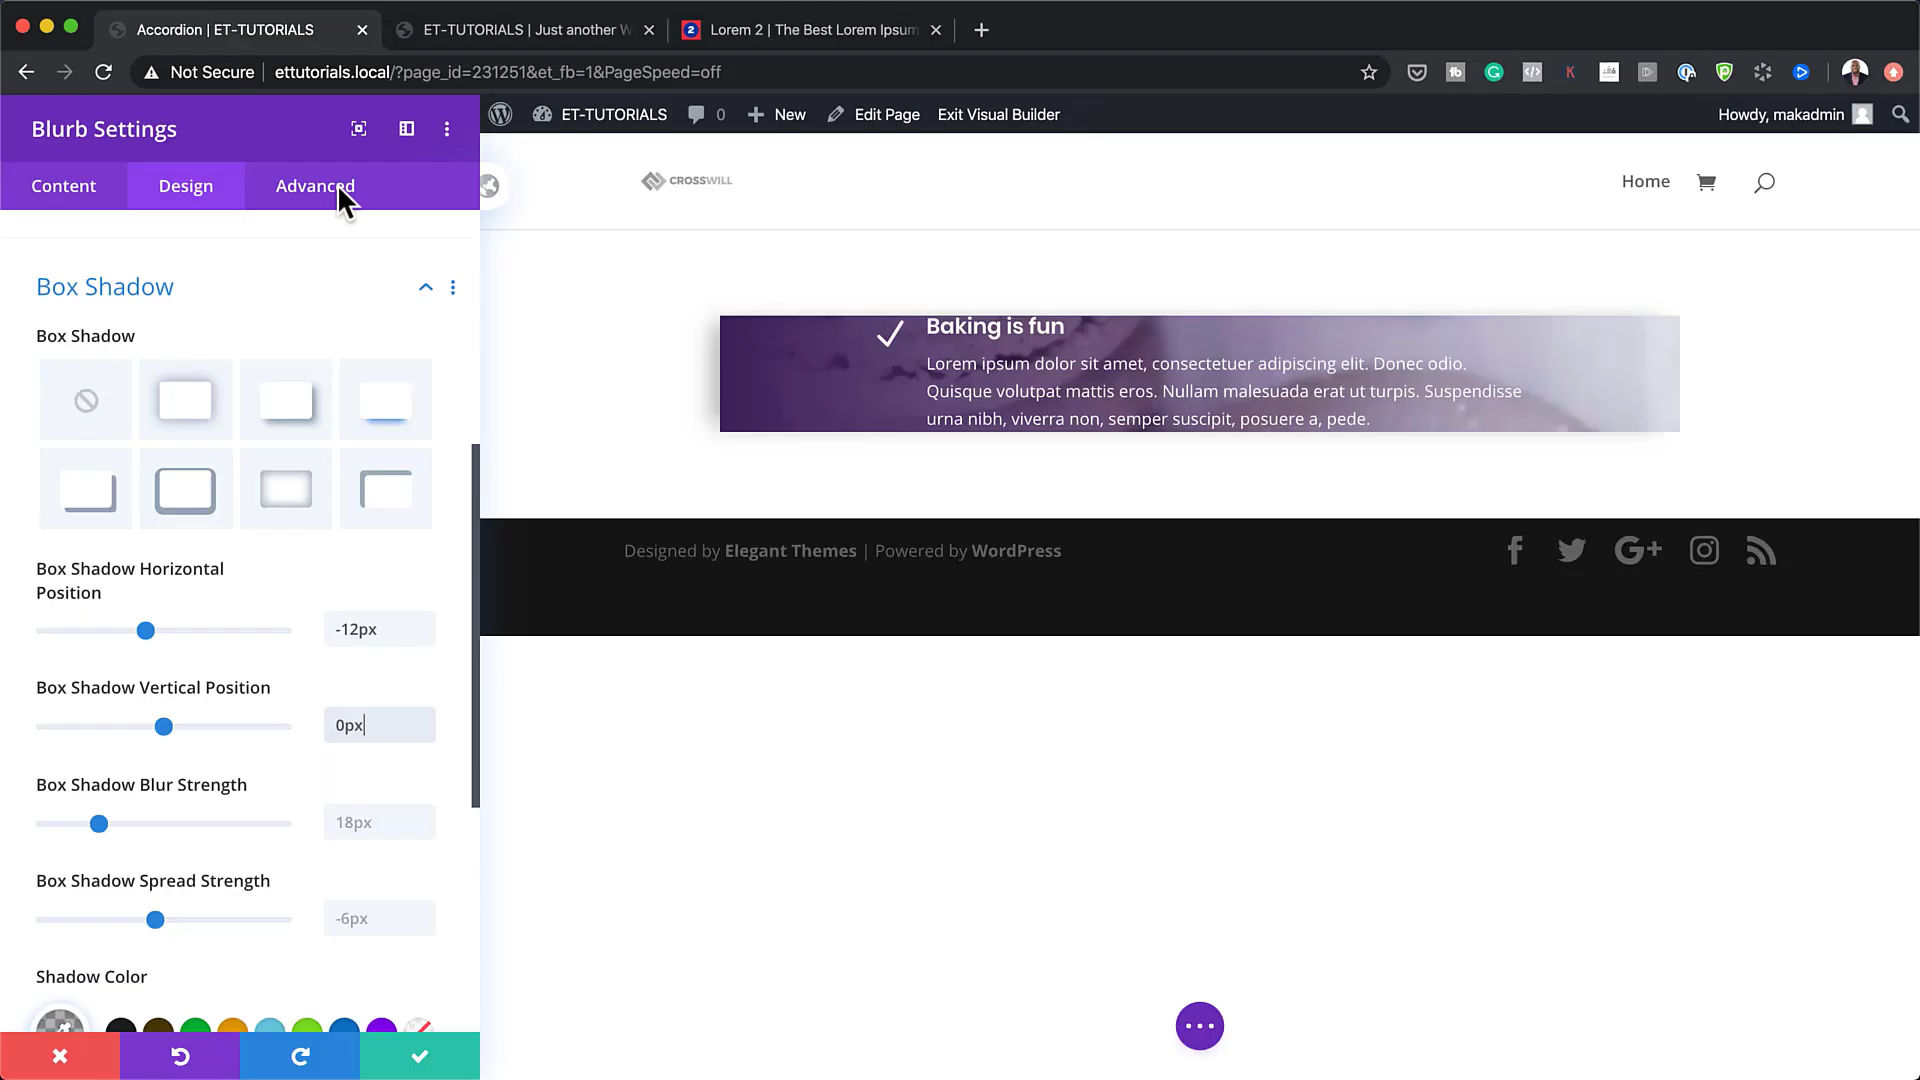 Accordion | ET-TUTORIALS
ET-TUTORIALS | Just another W
2 Lorem 2 | The Best Lorem Ipsum
Not Secure
ettutorials.local/?page_id=231251&et_fb=1&PageSpeed=off
Blurb Settings
ET-TUTORIALS
0
New
Edit Page
Exit Visual Builder
Howdy, makadmin
Content
Design
Advanced
CROSSWILL
Home
Box Shadow
Box Shadow
Baking is fun
Lorem ipsum dolor sit amet, consectetuer adipiscing elit. Donec odio.
Quisque volutpat mattis eros. Nullam malesuada erat ut turpis. Suspendisse
urna nibh, viverra non, semper suscipit, posuere a, pede.
Designed by Elegant Themes | Powered by WordPress
Box Shadow Horizontal
Position
-12px
Box Shadow Vertical Position
0px
Box Shadow Blur Strength
18px
Box Shadow Spread Strength
-6px
Shadow Color